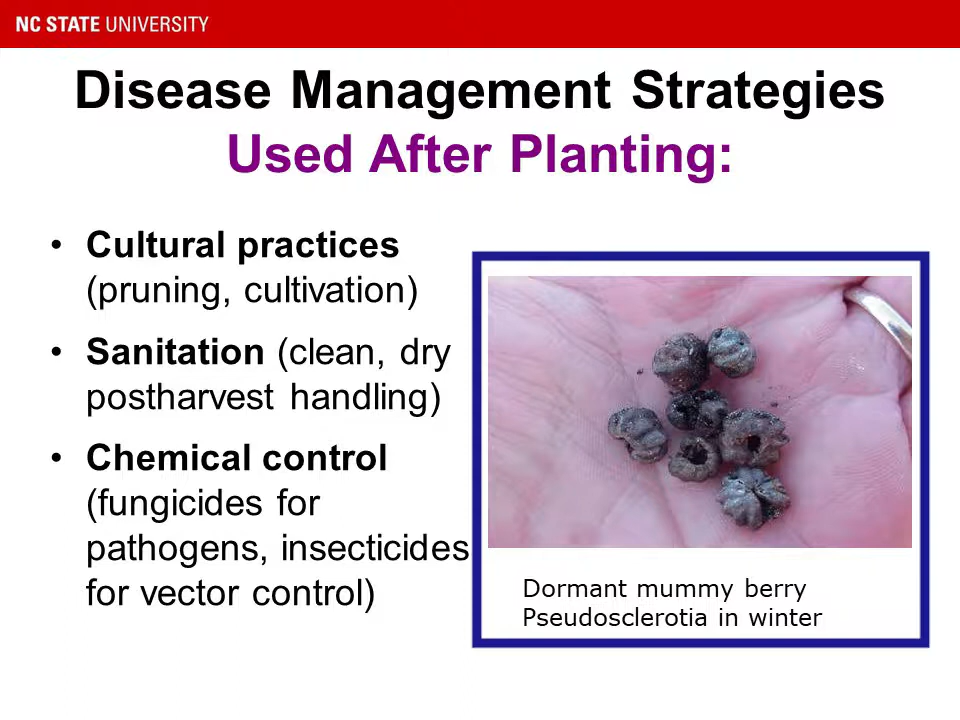 NC STATE UNIVERSITY
Disease Management Strategies
Used After Planting:
• Cultural practices
(pruning, cultivation)
• Sanitation (clean, dry
postharvest handling)
• Chemical control
(fungicides for
pathogens, insecticides
for vector control)
Dormant mummy berry
Pseudosclerotia in winter